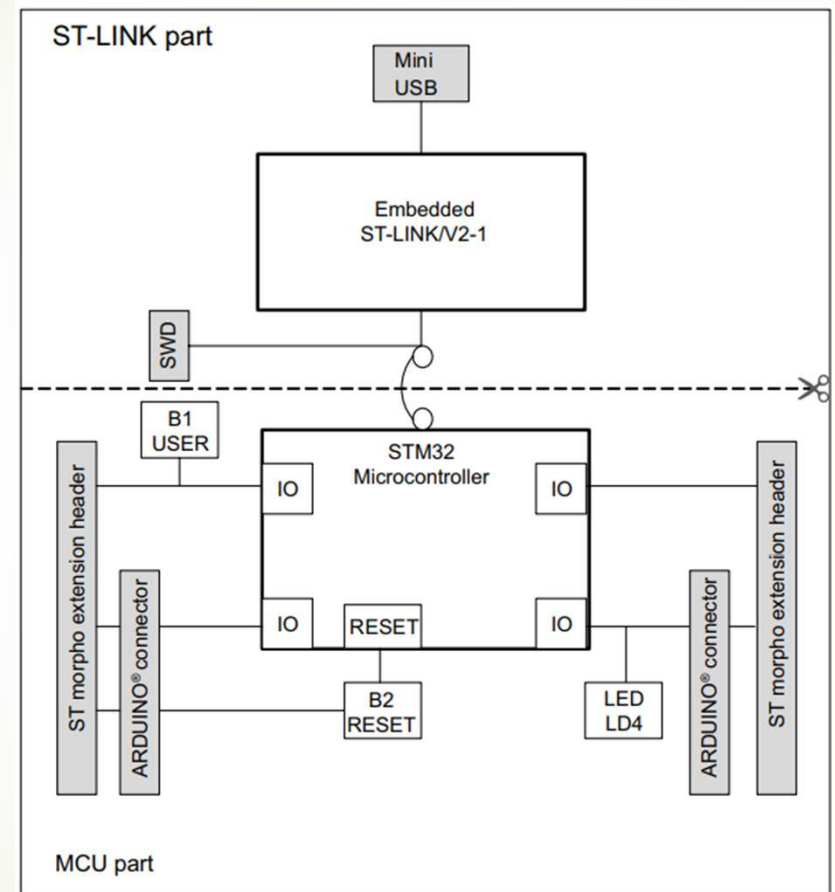 ST-LINK part
Mini
USB
Embedded
ST-LINK/V2-1
SWD
B1
USER
STM32
Microcontroller
IO
IO
ST morpho extension header
ARDUINO® connector
IO
RESET
IO
B2
RESET
LED
LD4
ARDUINO® connector
ST morpho extension header
MCU part